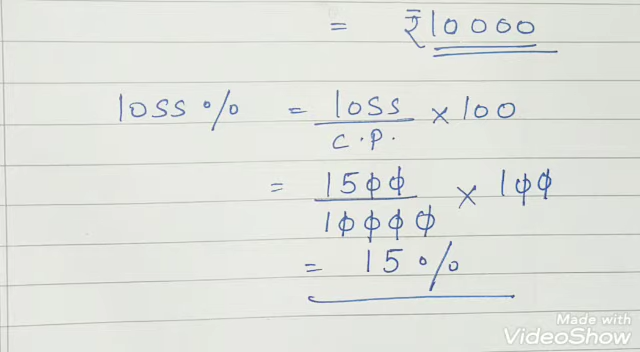 = ₹10000
loss % = loss/c.p. × 100
= 1500/10000 × 100
= 15%
Made with
VideoShow